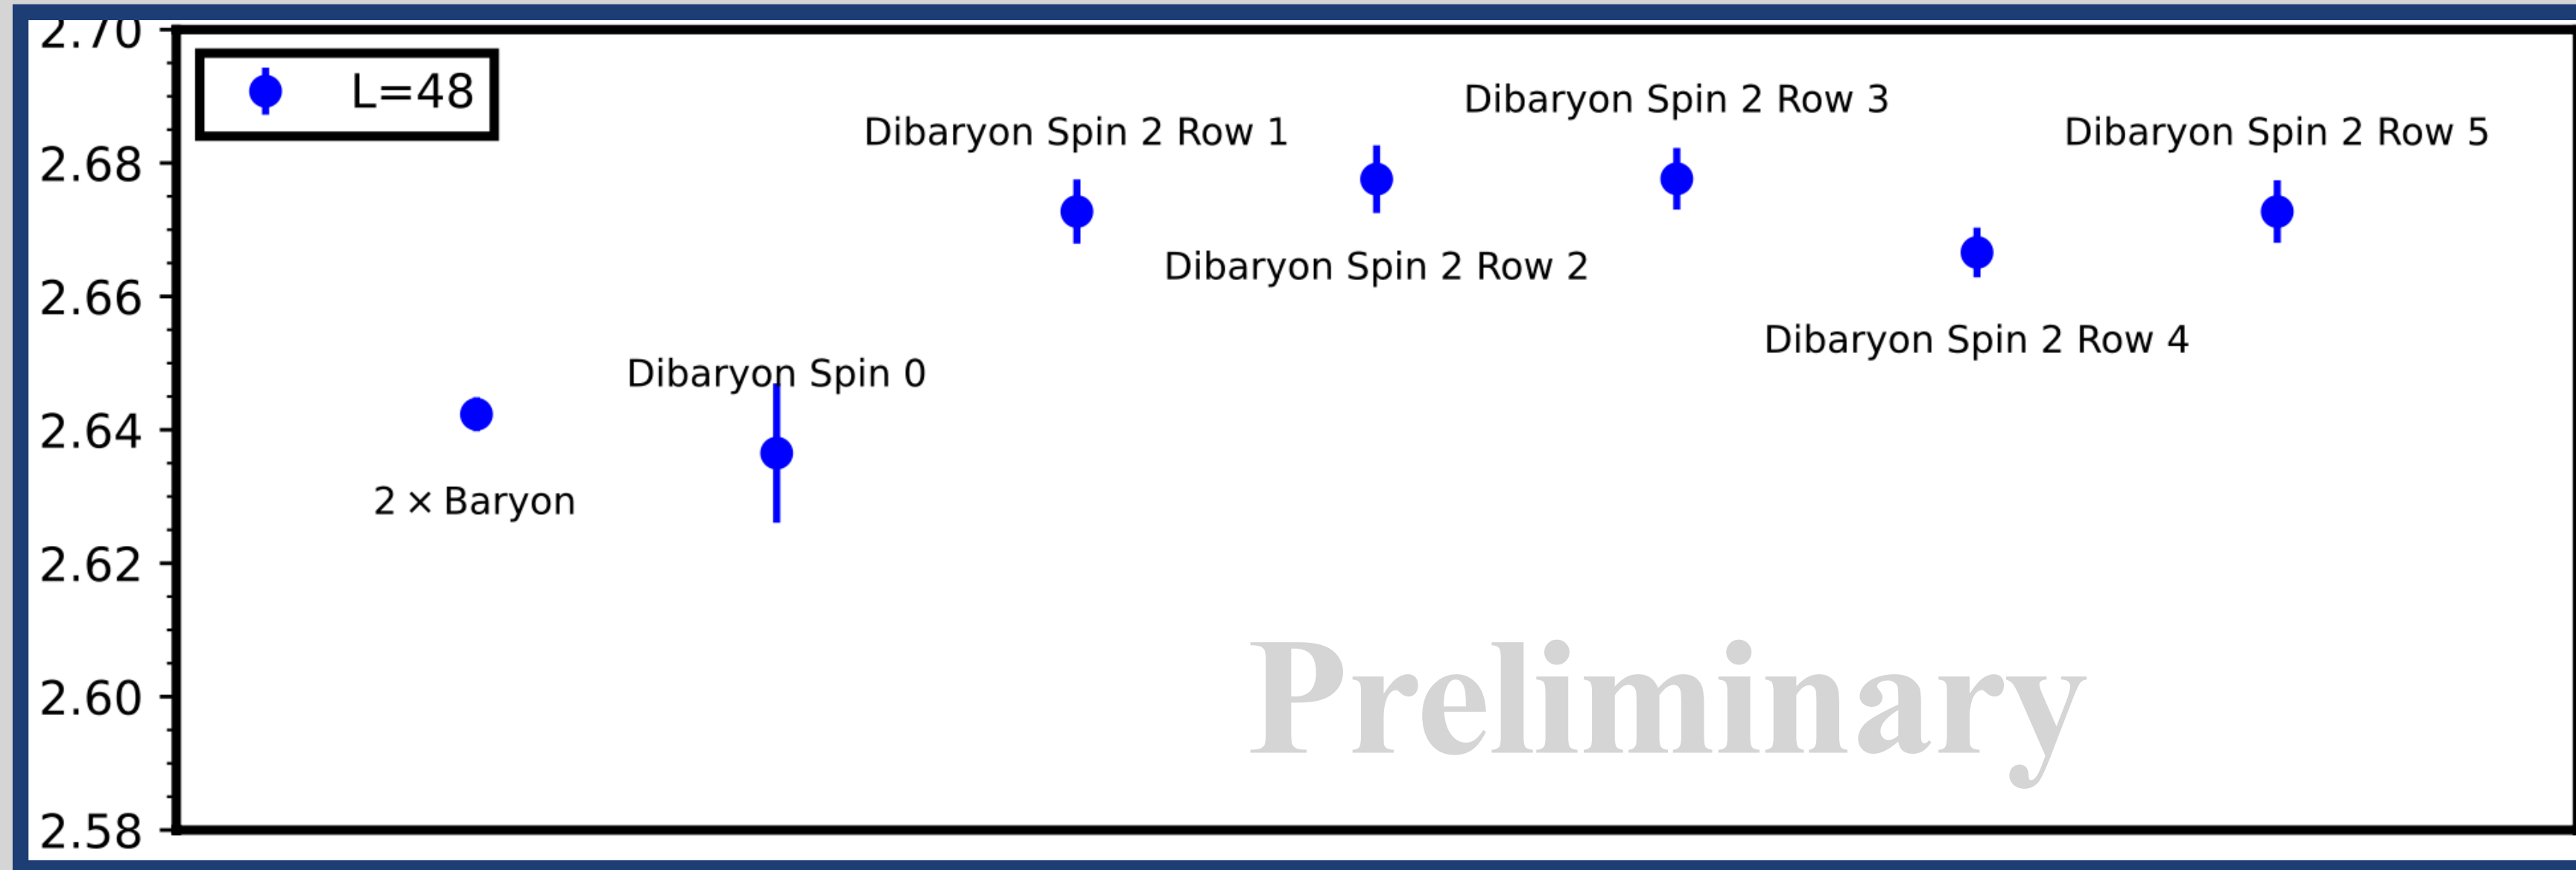 2.70
L=48
Dibaryon Spin 2 Row 3
Dibaryon Spin 2 Row 1
Dibaryon Spin 2 Row 5
2.68
Dibaryon Spin 2 Row 2
2.66
Dibaryon Spin 2 Row 4
Dibaryon Spin 0
2.64
2 × Baryon
2.62
2.60
Preliminary
2.58